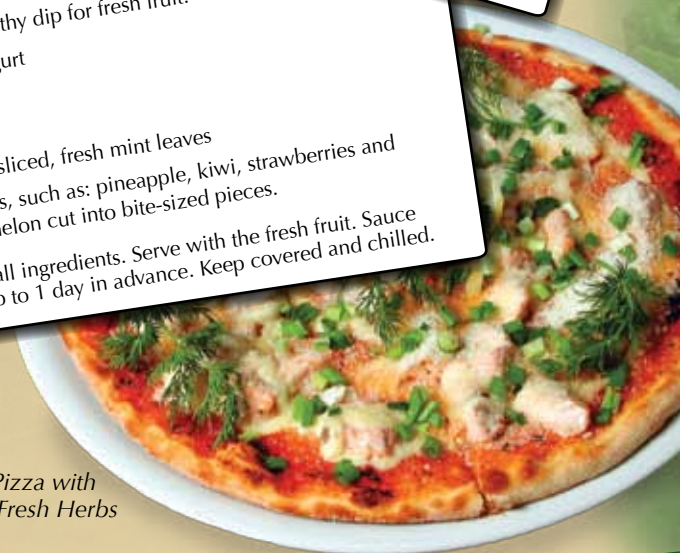 thy dip for fresh fruit.
urt
sliced, fresh mint leaves
s, such as: pineapple, kiwi, strawberries and
elon cut into bite-sized pieces.
all ingredients. Serve with the fresh fruit. Sauce
p to 1 day in advance. Keep covered and chilled.
Pizza with
Fresh Herbs